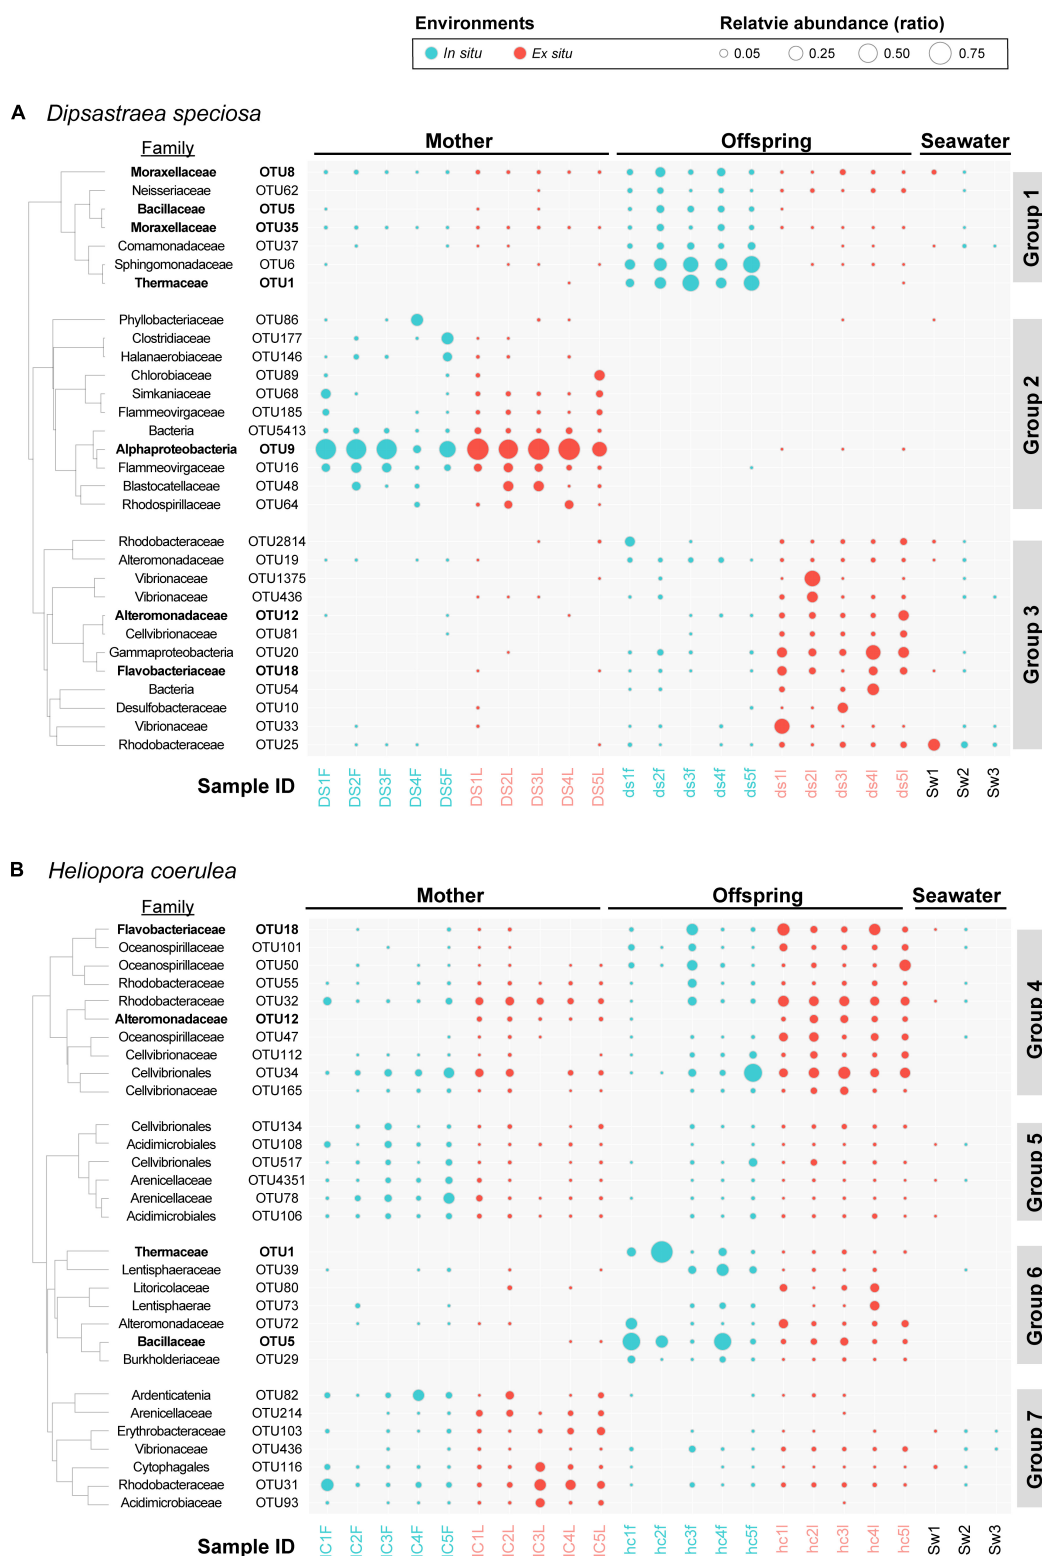 Environments Relatvie abundance (ratio)
In situ Ex situ 0.05 0.25 0.50 0.75
A Dipsastraea speciosa
Family Mother Offspring Seawater
Moraxellaceae OTU8
Neisseriaceae OTU62
Bacillaceae OTU5
Moraxellaceae OTU35
Comamonadaceae OTU37
Sphingomonadaceae OTU6
Thermaceae OTU1
Group 1
Phyllobacteriaceae OTU86
Clostridiaceae OTU177
Halanaerobiaceae OTU146
Chlorobiaceae OTU89
Simkaniaceae OTU68
Flammeovirgaceae OTU185
Bacteria OTU5413
Alphaproteobacteria OTU9
Flammeovirgaceae OTU16
Blastocatellaceae OTU48
Rhodospirillaceae OTU64
Group 2
Rhodobacteraceae OTU2814
Alteromonadaceae OTU19
Vibrionaceae OTU1375
Vibrionaceae OTU436
Alteromonadaceae OTU12
Cellvibrionaceae OTU81
Gammaproteobacteria OTU20
Flavobacteriaceae OTU18
Bacteria OTU54
Desulfobacteraceae OTU10
Vibrionaceae OTU33
Rhodobacteraceae OTU25
Group 3
Sample ID DS1F DS2F DS3F DS4F DS5F DS1L DS2L DS3L DS4L DS5L ds1f ds2f ds3f ds4f ds5f ds1l ds2l ds3l ds4l ds5l Sw1 Sw2 Sw3
B Heliopora coerulea
Family Mother Offspring Seawater
Flavobacteriaceae OTU18
Oceanospirillaceae OTU101
Oceanospirillaceae OTU50
Rhodobacteraceae OTU55
Rhodobacteraceae OTU32
Alteromonadaceae OTU12
Oceanospirillaceae OTU47
Cellvibrionaceae OTU112
Cellvibrionales OTU34
Cellvibrionaceae OTU165
Group 4
Cellvibrionales OTU134
Acidimicrobiales OTU108
Cellvibrionales OTU517
Arenicellaceae OTU4351
Arenicellaceae OTU78
Acidimicrobiales OTU106
Group 5
Thermaceae OTU1
Lentisphaeraceae OTU39
Litoricolaceae OTU80
Lentisphaerae OTU73
Alteromonadaceae OTU72
Bacillaceae OTU5
Burkholderiaceae OTU29
Group 6
Ardenticatenia OTU82
Arenicellaceae OTU214
Erythrobacteraceae OTU103
Vibrionaceae OTU436
Cytophagales OTU116
Rhodobacteraceae OTU31
Acidimicrobiaceae OTU93
Group 7
Sample ID hc1f hc2f hc3f hc4f hc5f hc1l hc2l hc3l hc4l hc5l Sw1 Sw2 Sw3